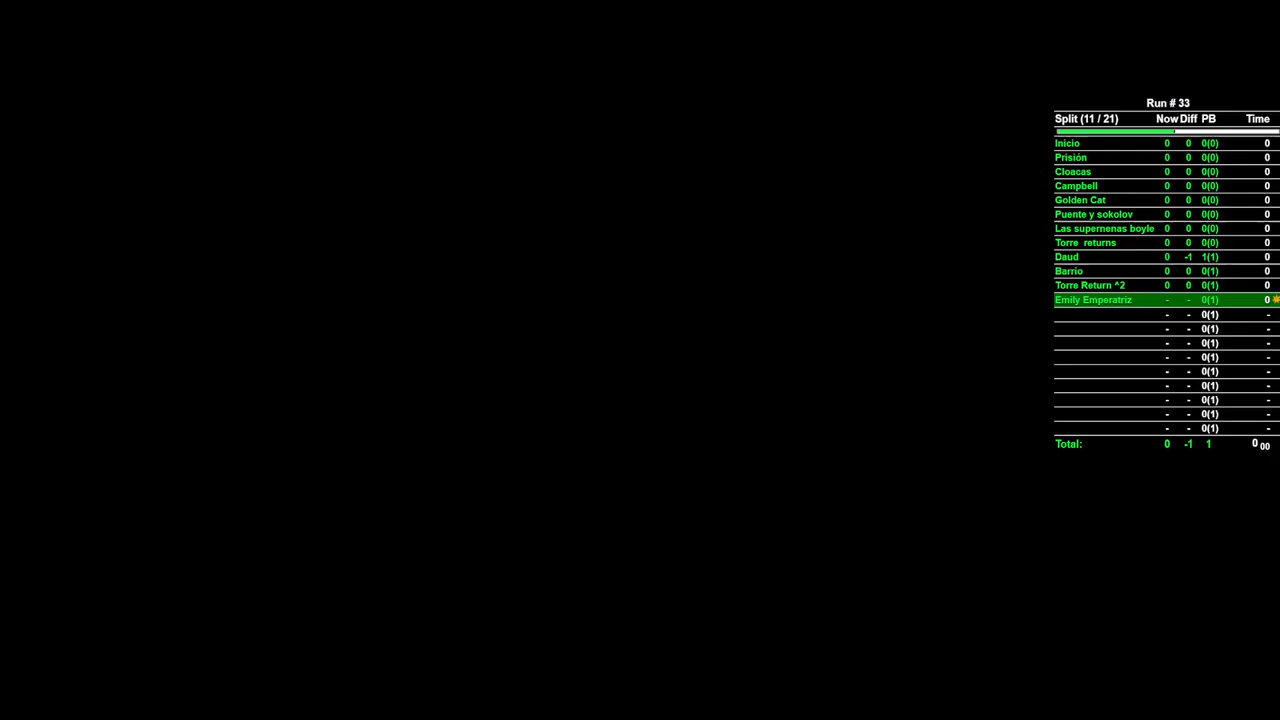 Run # 33
Split (11 / 21) Now Diff PB Time
Inicio 0 0 0(0) 0
Prisión 0 0 0(0) 0
Cloacas 0 0 0(0) 0
Campbell 0 0 0(0) 0
Golden Cat 0 0 0(0) 0
Puente y sokolov 0 0 0(0) 0
Las supernenas boyle 0 0 0(0) 0
Torre returns 0 0 0(0) 0
Daud 0 -1 1(1) 0
Barrio 0 0 0(1) 0
Torre Return ^2 0 0 0(1) 0
Emily Emperatriz - - 0(1) 0
- - 0(1) -
- - 0(1) -
- - 0(1) -
- - 0(1) -
- - 0(1) -
- - 0(1) -
- - 0(1) -
- - 0(1) -
- - 0(1) -
Total: 0 -1 1 0 00